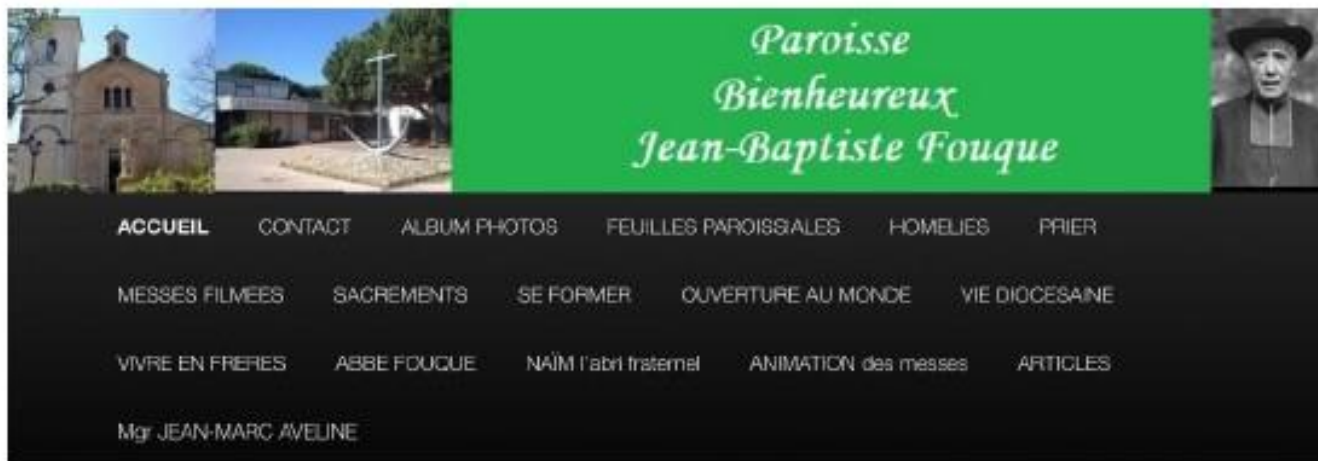 Paroisse
Bienheureux
Jean-Baptiste Fouque
ACCUEIL CONTACT ALBUM PHOTOS FEUILLES PAROISSIALES HOMELIES PRIER
MESSES FILMEES SACREMENTS SE FORMER OUVERTURE AU MONDE VIE DIOCESAINE
VIVRE EN FRERES ABBE FOUQUE NAÏM l'abri fraternel ANIMATION des messes ARTICLES
Mgr JEAN-MARC AVELINE